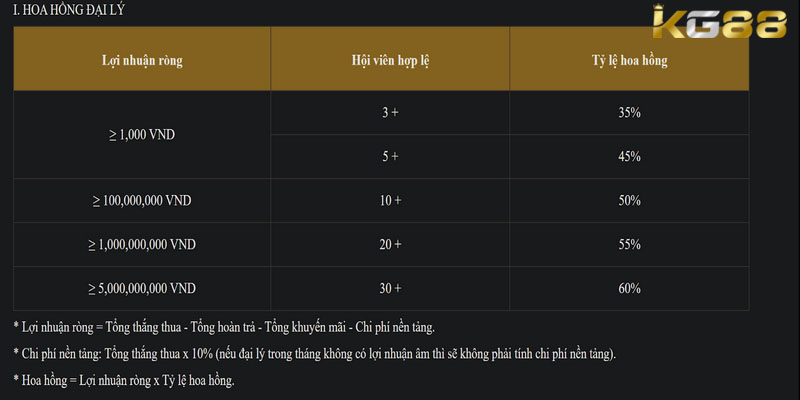 I. HOA HỒNG ĐẠI LÝ
KG88
Lợi nhuận ròng Hội viên hợp lệ Tỷ lệ hoa hồng
≥ 1,000 VND 3 + 35%
5 + 45%
≥ 100,000,000 VND 10 + 50%
≥ 1,000,000,000 VND 20 + 55%
≥ 5,000,000,000 VND 30 + 60%
* Lợi nhuận ròng = Tổng thắng thua - Tổng hoàn trả - Tổng khuyến mãi - Chi phí nền tảng.
* Chi phí nền tảng: Tổng thắng thua x 10% (nếu đại lý trong tháng không có lợi nhuận âm thì sẽ không phải tính chi phí nền tảng).
* Hoa hồng = Lợi nhuận ròng x Tỷ lệ hoa hồng.